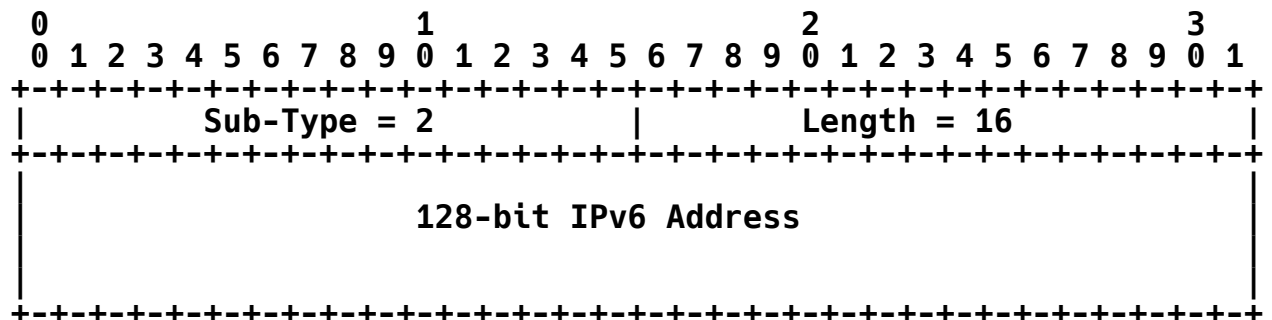 0                   1                   2                   3
 0 1 2 3 4 5 6 7 8 9 0 1 2 3 4 5 6 7 8 9 0 1 2 3 4 5 6 7 8 9 0 1
+-+-+-+-+-+-+-+-+-+-+-+-+-+-+-+-+-+-+-+-+-+-+-+-+-+-+-+-+-+-+-+-+
|         Sub-Type = 2          |        Length = 16            |
+-+-+-+-+-+-+-+-+-+-+-+-+-+-+-+-+-+-+-+-+-+-+-+-+-+-+-+-+-+-+-+-+
|                                                               |
|                    128-bit IPv6 Address                       |
|                                                               |
|                                                               |
+-+-+-+-+-+-+-+-+-+-+-+-+-+-+-+-+-+-+-+-+-+-+-+-+-+-+-+-+-+-+-+-+